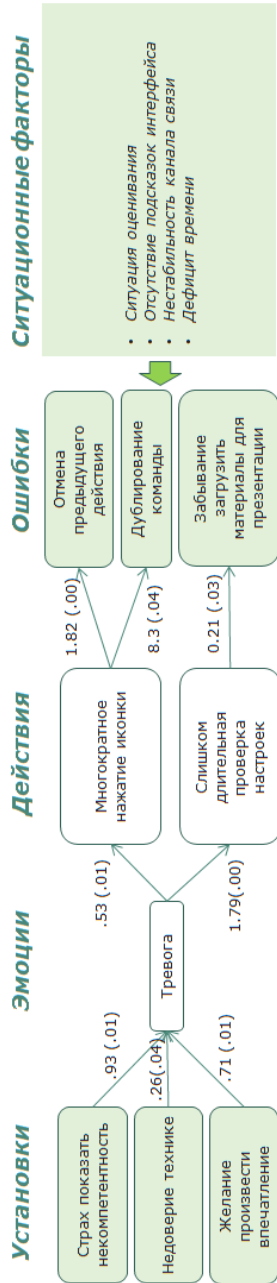 Установки
Эмоции
Действия
Ошибки
Ситуационные факторы
Страх показать
некомпетентность
Недоверие технике
Желание
произвести
впечатление
.93 (.01)
.26(.04)
.71 (.01)
Тревога
.53 (.01)
1.79(.00)
Многократное
нажатие иконки
Слишком
длительная
проверка
настроек
1.82 (.00)
8.3 (.04)
0.21 (.03)
Отмена
предыдущего
действия
Дублирование
команды
Забывание
загрузить
материалы для
презентации
• Ситуация оценивания
• Отсутствие подсказок интерфейса
• Нестабильность канала связи
• Дефицит времени